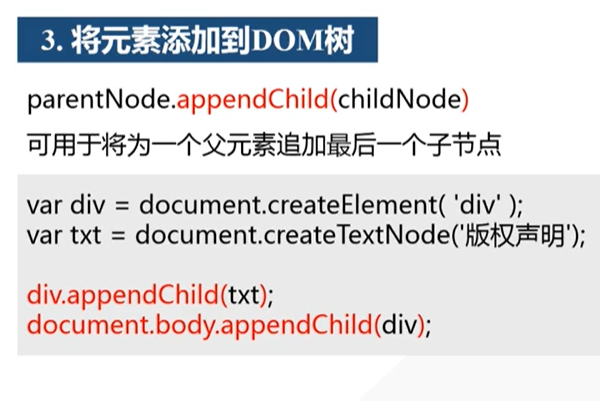 3. 将元素添加到DOM树
parentNode.appendChild(childNode)
可用于将为一个父元素追加最后一个子节点
var div = document.createElement( 'div' );
var txt = document.createTextNode('版权声明');
div.appendChild(txt);
document.body.appendChild(div);